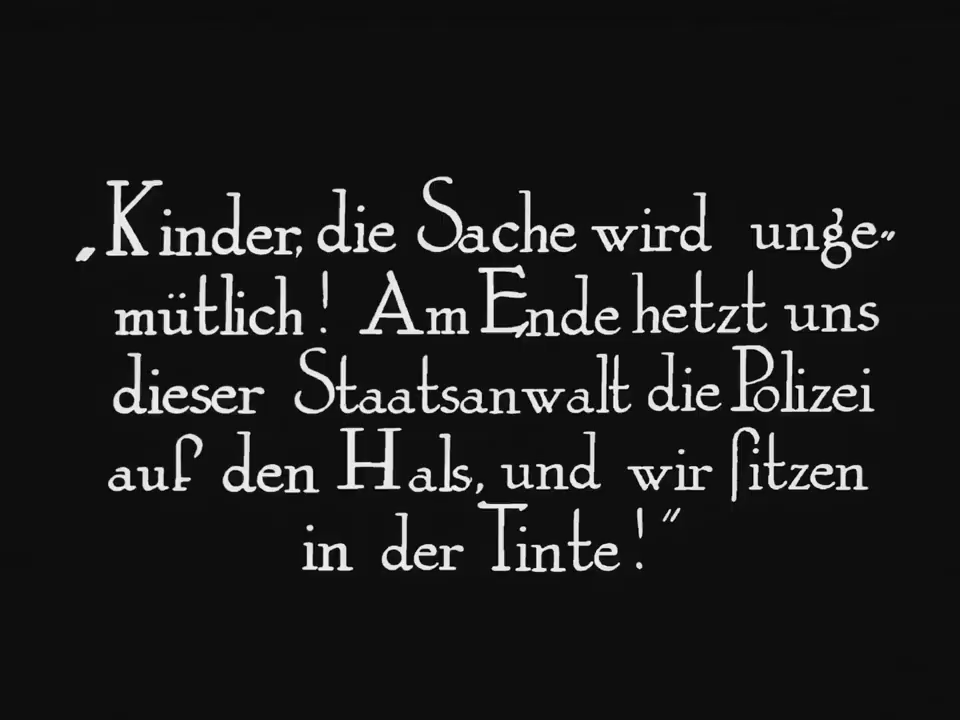 „Kinder, die Sache wird unge-
mütlich! Am Ende hetzt uns
dieser Staatsanwalt die Polizei
auf den Hals, und wir ſitzen
in der Tinte!“